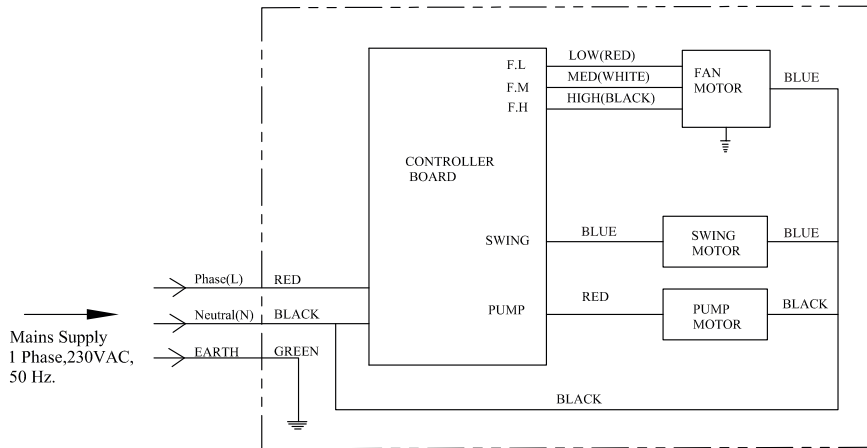 LOW(RED)
F.L
MED(WHITE)
F.M
HIGH(BLACK)
F.H
FAN
MOTOR
BLUE
CONTROLLER
BOARD
SWING
BLUE
SWING
MOTOR
BLUE
Phase(L)
RED
PUMP
RED
PUMP
MOTOR
BLACK
Neutral(N)
BLACK
Mains Supply
1 Phase,230VAC,
50 Hz.
EARTH
GREEN
BLACK